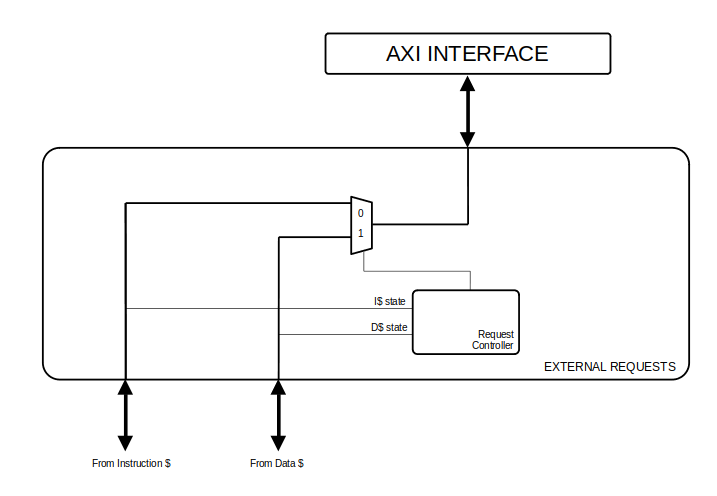 AXI INTERFACE
0
1
I$ state
D$ state
Request
Controller
EXTERNAL REQUESTS
From Instruction $
From Data $